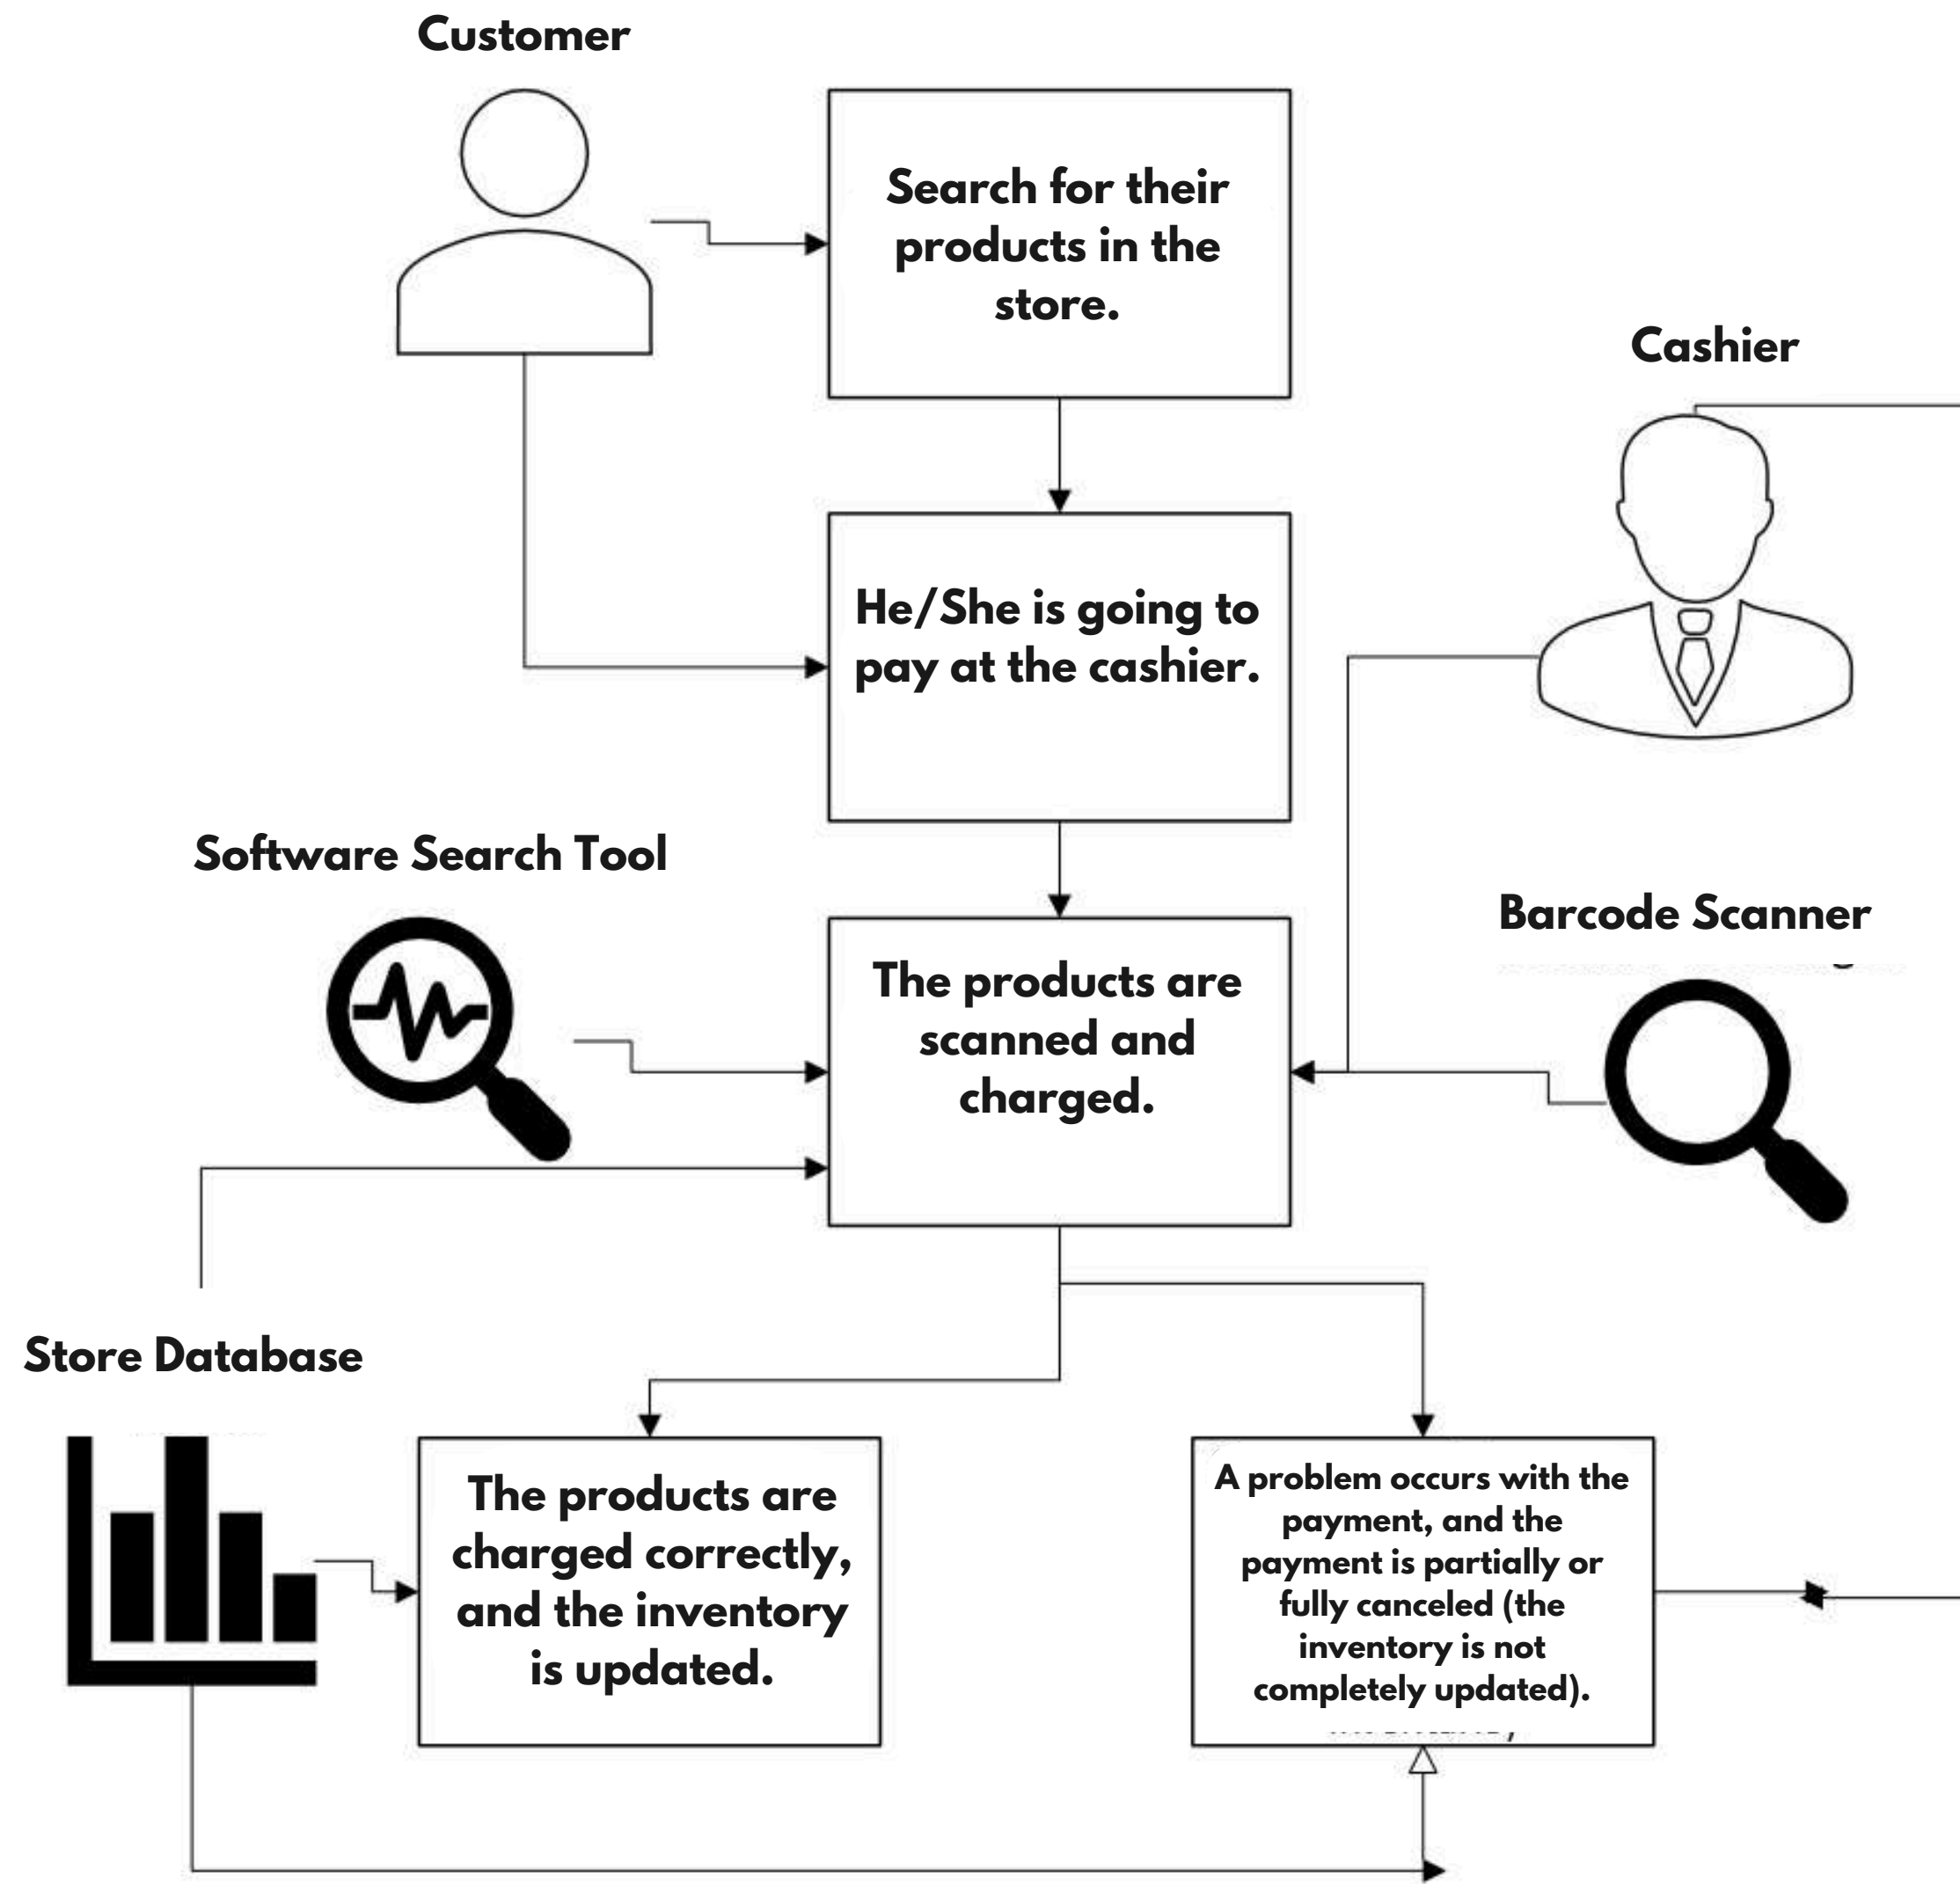 Customer
Search for their
products in the
store.
Cashier
He/She is going to
pay at the cashier.
Software Search Tool
Barcode Scanner
The products are
scanned and
charged.
Store Database
The products are
charged correctly,
and the inventory
is updated.
A problem occurs with the
payment, and the
payment is partially or
fully canceled (the
inventory is not
completely updated).